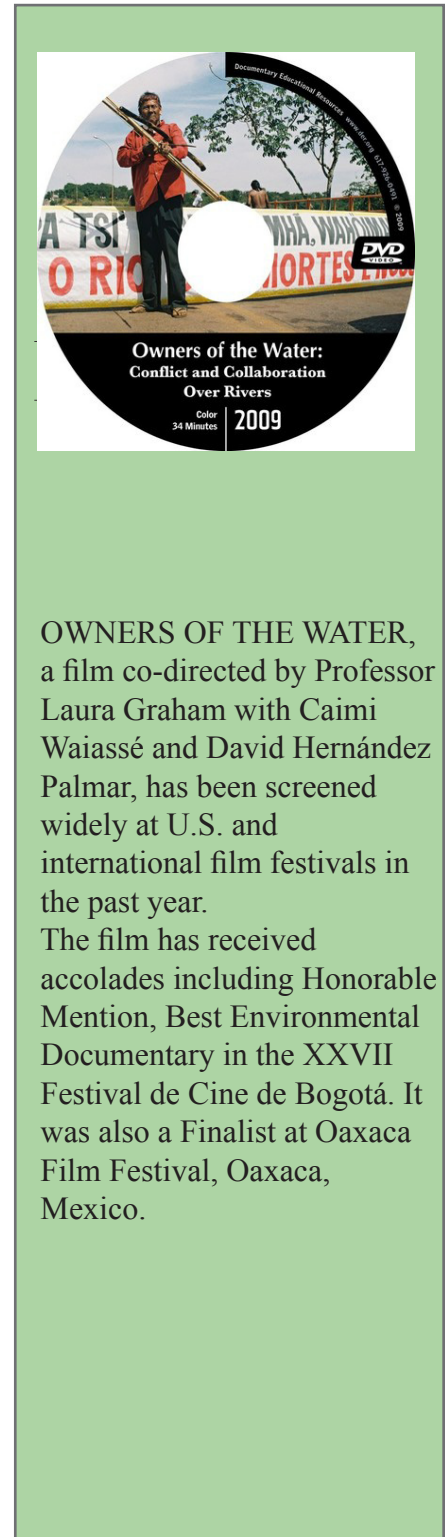 Documentary Educational Resources www.der.org 617-926-0491 © 2009
A TSI
MHÃ, WAHÖIMA
O RIO
MORTES É NOSSO
DVD
VIDEO
Owners of the Water:
Conflict and Collaboration
Over Rivers
Color
34 Minutes
2009
OWNERS OF THE WATER,
a film co-directed by Professor
Laura Graham with Caimi
Waiassé and David Hernández
Palmar, has been screened
widely at U.S. and
international film festivals in
the past year.
The film has received
accolades including Honorable
Mention, Best Environmental
Documentary in the XXVII
Festival de Cine de Bogotá. It
was also a Finalist at Oaxaca
Film Festival, Oaxaca,
Mexico.